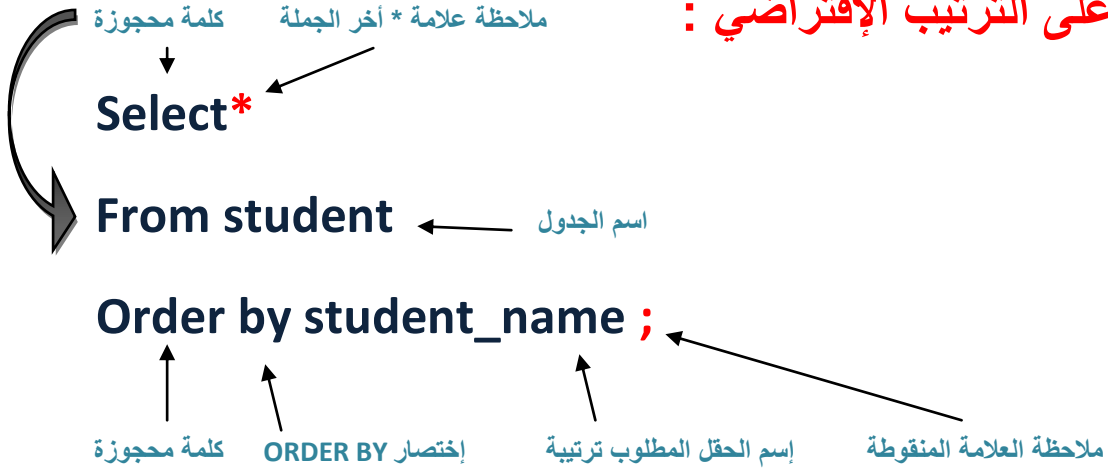 على الترتيب الإفتراضي :
ملاحظة علامة * أخر الجملة
كلمة محجوزة
Select*
From student
اسم الجدول
Order by student_name ;
كلمة محجوزة
إختصار ORDER BY
إسم الحقل المطلوب ترتيبة
ملاحظة العلامة المنقوطة